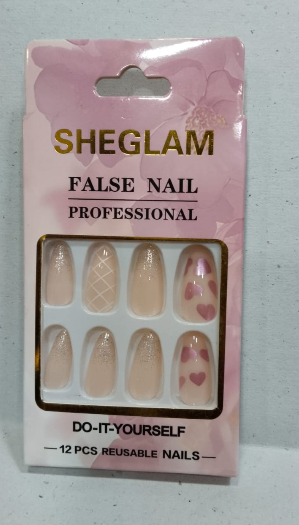 SHEGLAM
FALSE NAIL
PROFESSIONAL
DO-IT-YOURSELF
12 PCS REUSABLE NAILS